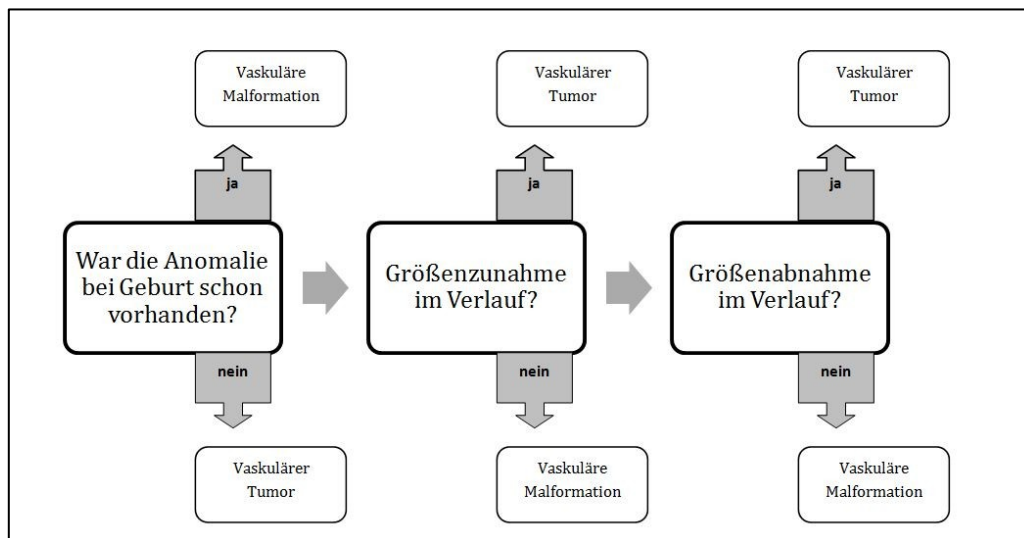 Vaskuläre
Malformation
Vaskulärer
Tumor
Vaskulärer
Tumor
ja
ja
ja
War die Anomalie
bei Geburt schon
vorhanden?
Größenzunahme
im Verlauf?
Größenabnahme
im Verlauf?
nein
nein
nein
Vaskulärer
Tumor
Vaskuläre
Malformation
Vaskuläre
Malformation